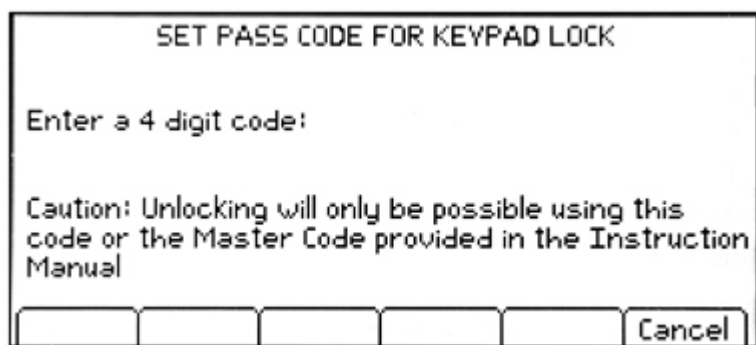 SET PASS CODE FOR KEYPAD LOCK
Enter a 4 digit code:
Caution: Unlocking will only be possible using this
code or the Master Code provided in the Instruction
Manual
Cancel